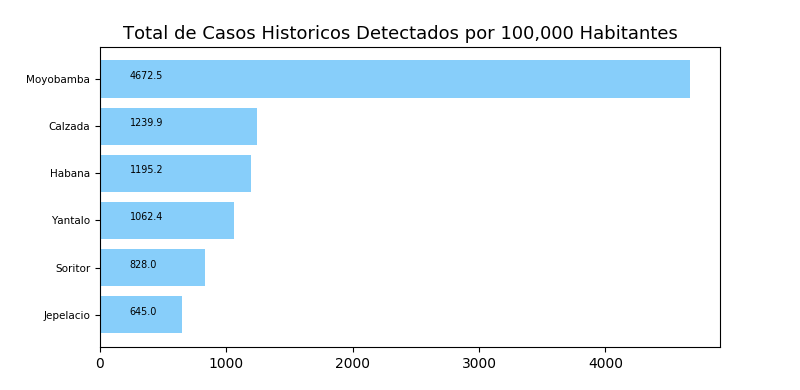 Total de Casos Historicos Detectados por 100,000 Habitantes
Moyobamba 4672.5
Calzada 1239.9
Habana 1195.2
Yantalo 1062.4
Soritor 828.0
Jepelacio 645.0
0 1000 2000 3000 4000